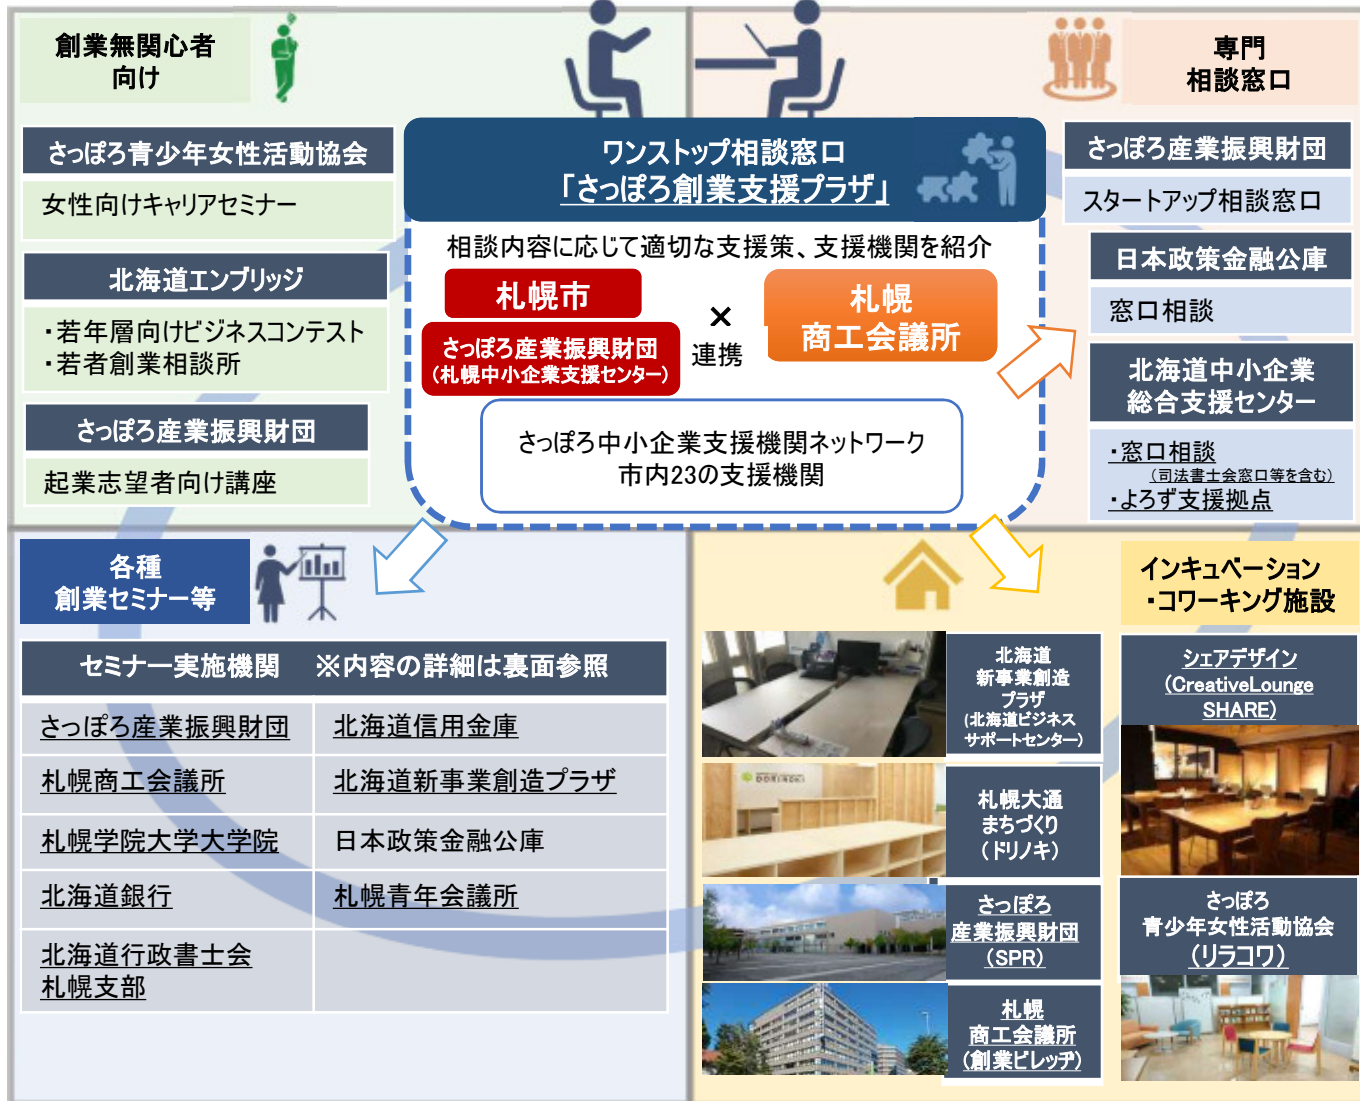 創業無関心者
向け
さっぽろ青少年女性活動協会
女性向けキャリアセミナー
北海道エンブリッジ
・若年層向けビジネスコンテスト
・若者創業相談所
さっぽろ産業振興財団
起業志望者向け講座
ワンストップ相談窓口
「さっぽろ創業支援プラザ」
相談内容に応じて適切な支援策、支援機関を紹介
札幌市
さっぽろ産業振興財団
(札幌中小企業支援センター)
×
連携
札幌
商工会議所
さっぽろ中小企業支援機関ネットワーク
市内23の支援機関
専門
相談窓口
さっぽろ産業振興財団
スタートアップ相談窓口
日本政策金融公庫
窓口相談
北海道中小企業
総合支援センター
・窓口相談
(司法書士会窓口等を含む)
・よろず支援拠点
各種
創業セミナー等
セミナー実施機関 ※内容の詳細は裏面参照
さっぽろ産業振興財団 北海道信用金庫
札幌商工会議所 北海道新事業創造プラザ
札幌学院大学大学院 日本政策金融公庫
北海道銀行 札幌青年会議所
北海道行政書士会
札幌支部
インキュベーション
・コワーキング施設
北海道
新事業創造
プラザ
(北海道ビジネス
サポートセンター)
DORINOKI
札幌大通
まちづくり
(ドリノキ)
さっぽろ
産業振興財団
(SPR)
札幌
商工会議所
(創業ビレッヂ)
シェアデザイン
(CreativeLounge
SHARE)
さっぽろ
青少年女性活動協会
(リラコワ)